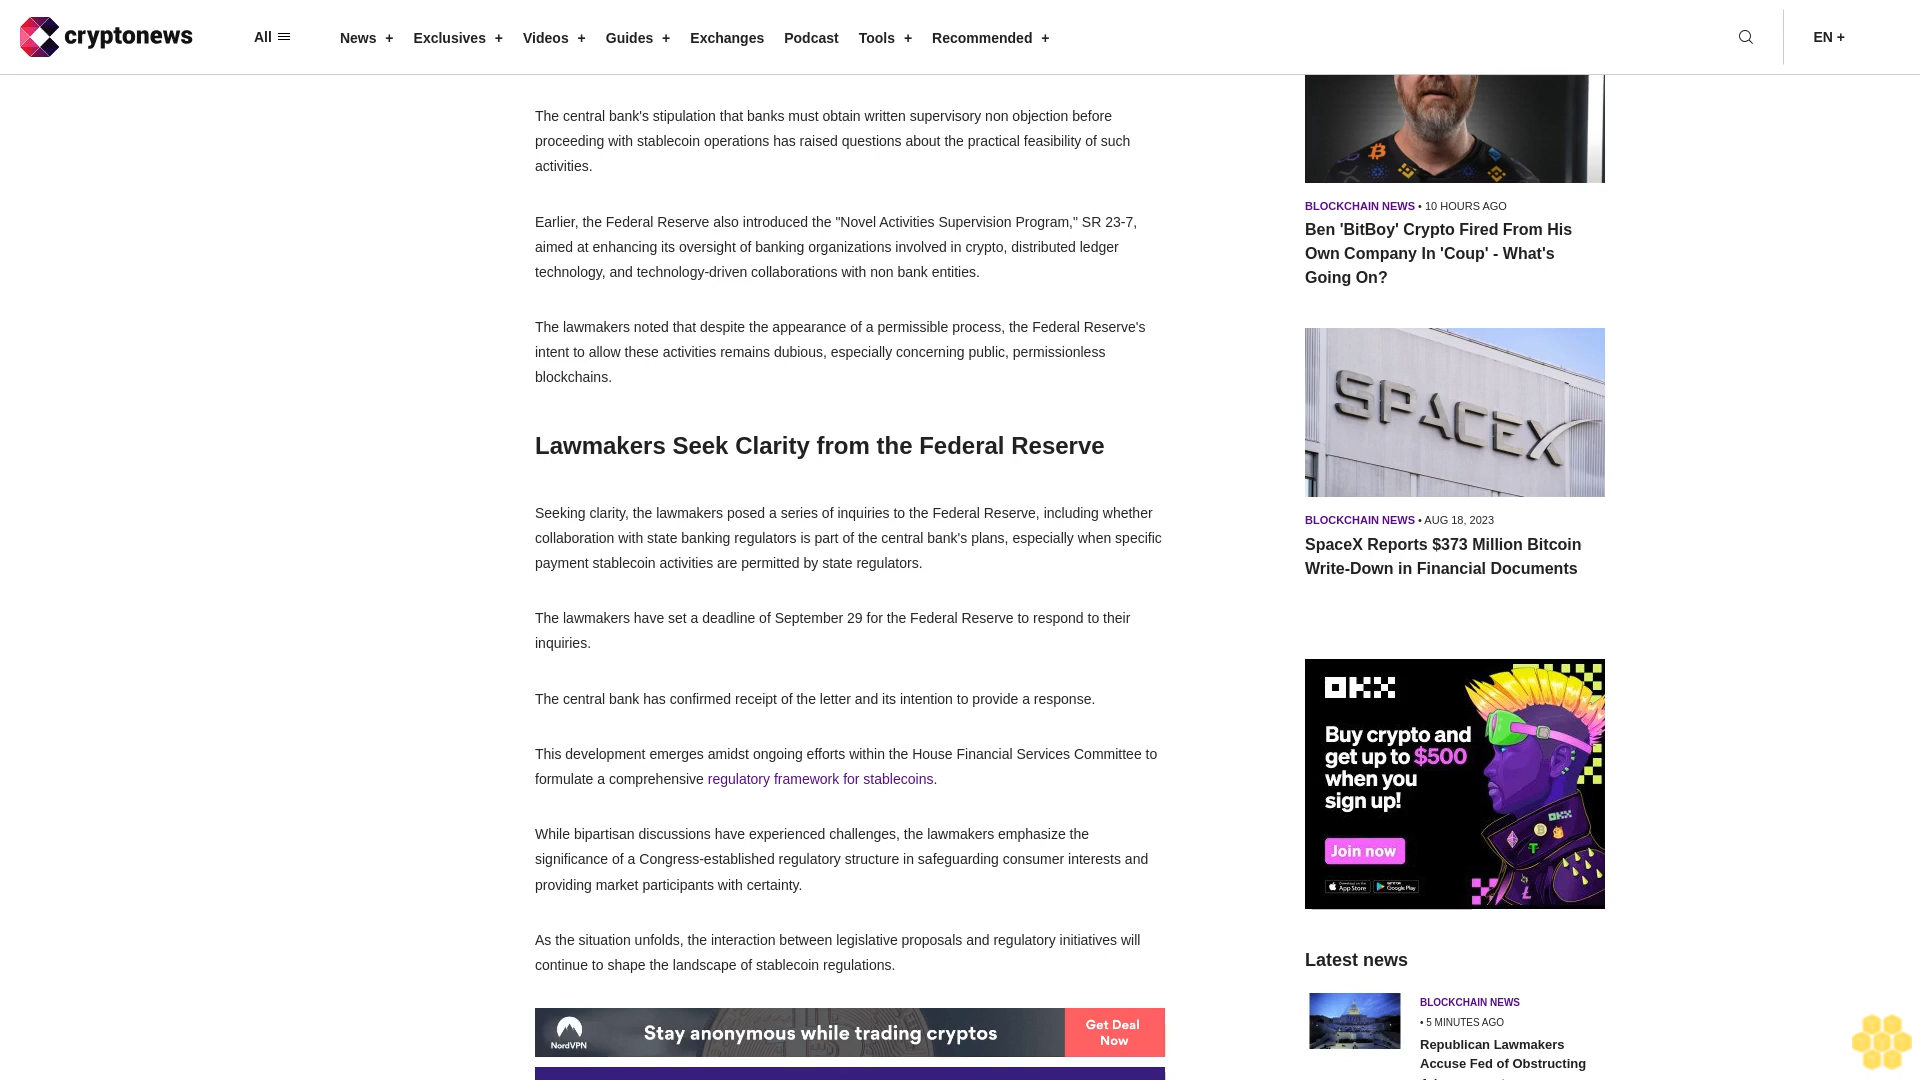 cryptonews
All
News +
Exclusives +
Videos +
Guides +
Exchanges
Podcast
Tools +
Recommended +
EN +
The central bank's stipulation that banks must obtain written supervisory non objection before
proceeding with stablecoin operations has raised questions about the practical feasibility of such
activities.
Earlier, the Federal Reserve also introduced the "Novel Activities Supervision Program," SR 23-7,
aimed at enhancing its oversight of banking organizations involved in crypto, distributed ledger
technology, and technology-driven collaborations with non bank entities.
The lawmakers noted that despite the appearance of a permissible process, the Federal Reserve's
intent to allow these activities remains dubious, especially concerning public, permissionless
blockchains.
Lawmakers Seek Clarity from the Federal Reserve
Seeking clarity, the lawmakers posed a series of inquiries to the Federal Reserve, including whether
collaboration with state banking regulators is part of the central bank's plans, especially when specific
payment stablecoin activities are permitted by state regulators.
The lawmakers have set a deadline of September 29 for the Federal Reserve to respond to their
inquiries.
The central bank has confirmed receipt of the letter and its intention to provide a response.
This development emerges amidst ongoing efforts within the House Financial Services Committee to
formulate a comprehensive regulatory framework for stablecoins.
While bipartisan discussions have experienced challenges, the lawmakers emphasize the
significance of a Congress-established regulatory structure in safeguarding consumer interests and
providing market participants with certainty.
As the situation unfolds, the interaction between legislative proposals and regulatory initiatives will
continue to shape the landscape of stablecoin regulations.
NordVPN
Stay anonymous while trading cryptos
Get Deal
Now
BLOCKCHAIN NEWS • 10 HOURS AGO
Ben 'BitBoy' Crypto Fired From His
Own Company In 'Coup' - What's
Going On?
SPACEX
BLOCKCHAIN NEWS • AUG 18, 2023
SpaceX Reports $373 Million Bitcoin
Write-Down in Financial Documents
OKX
Buy crypto and
get up to $500
when you
sign up!
Join now
Download on the
App Store
GET IT ON
Google Play
OKX
Latest news
BLOCKCHAIN NEWS
• 5 MINUTES AGO
Republican Lawmakers
Accuse Fed of Obstructing